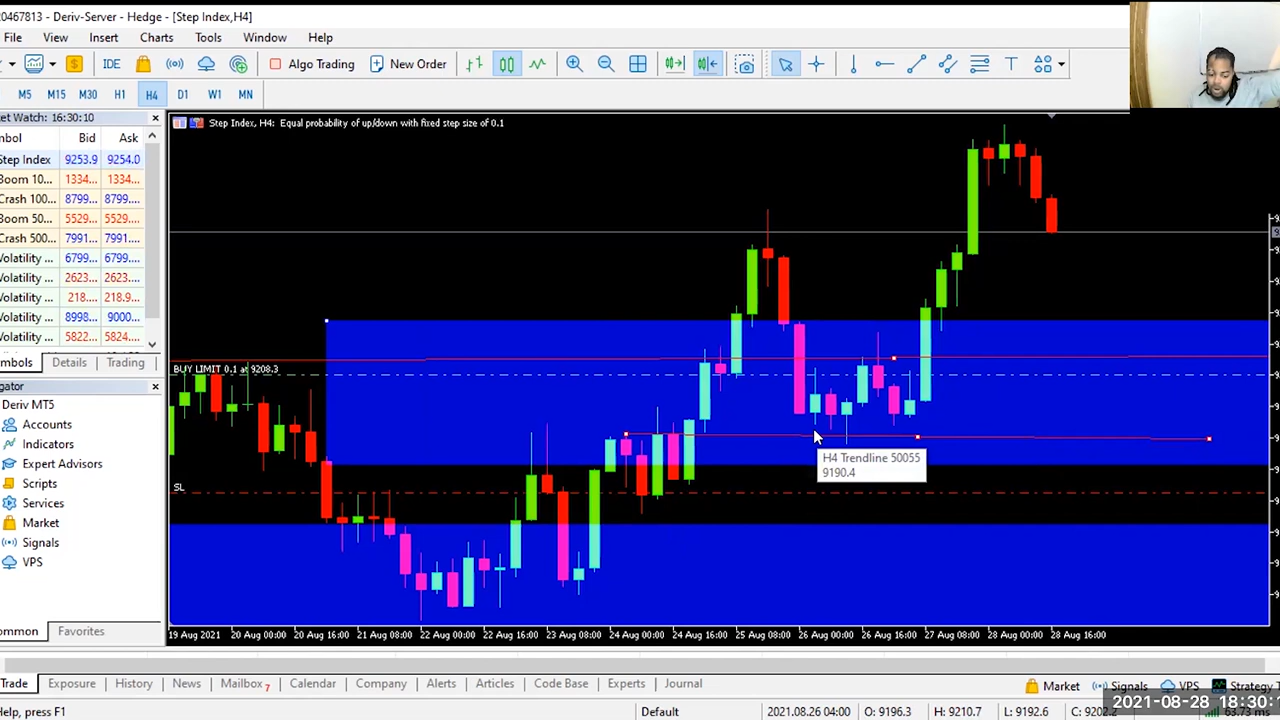 20467813 - Deriv-Server - Hedge - [Step Index,H4]
File View Insert Charts Tools Window Help
IDE Algo Trading New Order
M5 M15 M30 H1 H4 D1 W1 MN
ket Watch: 16:30:10
mbol Bid Ask
Step Index 9253.9 9254.0
Boom 10... 1334... 1334...
Crash 100... 8799... 8799...
Boom 50... 5529... 5529...
Crash 500... 7991... 7991...
Volatility ... 6799... 6799...
Volatility ... 2623... 2623...
Volatility ... 218... 218.9...
Volatility ... 8998... 9000...
Volatility ... 5822... 5824...
mbols Details Trading
gator
Deriv MT5
Accounts
Indicators
Expert Advisors
Scripts
Services
Market
Signals
VPS
ommon Favorites
Step Index, H4: Equal probability of up/down with fixed step size of 0.1
BUY LIMIT 0.1 at 9208.3
H4 Trendline 50055
9190.4
SL
19 Aug 2021 20 Aug 00:00 20 Aug 16:00 21 Aug 08:00 22 Aug 00:00 22 Aug 16:00 23 Aug 08:00 24 Aug 00:00 24 Aug 16:00 25 Aug 08:00 26 Aug 00:00 26 Aug 16:00 27 Aug 08:00 28 Aug 00:00 28 Aug 16:00
Trade Exposure History News Mailbox 7 Calendar Company Alerts Articles Code Base Experts Journal
Market Signals VPS Strategy
elp, press F1 Default 2021.08.26 04:00 O: 9196.3 H: 9210.7 L: 9192.6 C: 9202.2
2021-08-28 18:30:1